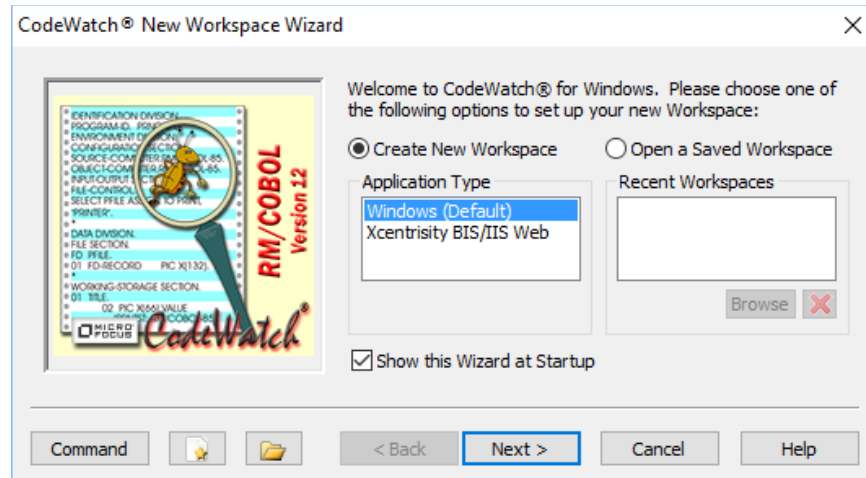 CodeWatch® New Workspace Wizard
IDENTIFICATION DIVISION.
PROGRAM-ID.
ENVIRONMENT
CONFIGURATION SECTION
SOURCE-COMPUTER.
OBJECT-COMPUTER.
INPUT-OUTPUT
FILE-CONTROL.
SELECT PFILE TO PRINT,
"PRINTER".
*
DATA DIVISION.
FILE SECTION.
FD PFILE.
01 FD-RECORD PIC X(132).
*
WORKING-STORAGE SECTION.
01 TITLE.
02 PIC X(66) VALUE
MICRO
FOCUS
CodeWatch®
RM/COBOL
Version 12
Welcome to CodeWatch® for Windows. Please choose one of
the following options to set up your new Workspace:
Create New Workspace
Open a Saved Workspace
Application Type
Windows (Default)
Xcentrisity BIS/IIS Web
Recent Workspaces
Browse
Show this Wizard at Startup
Command
< Back
Next >
Cancel
Help